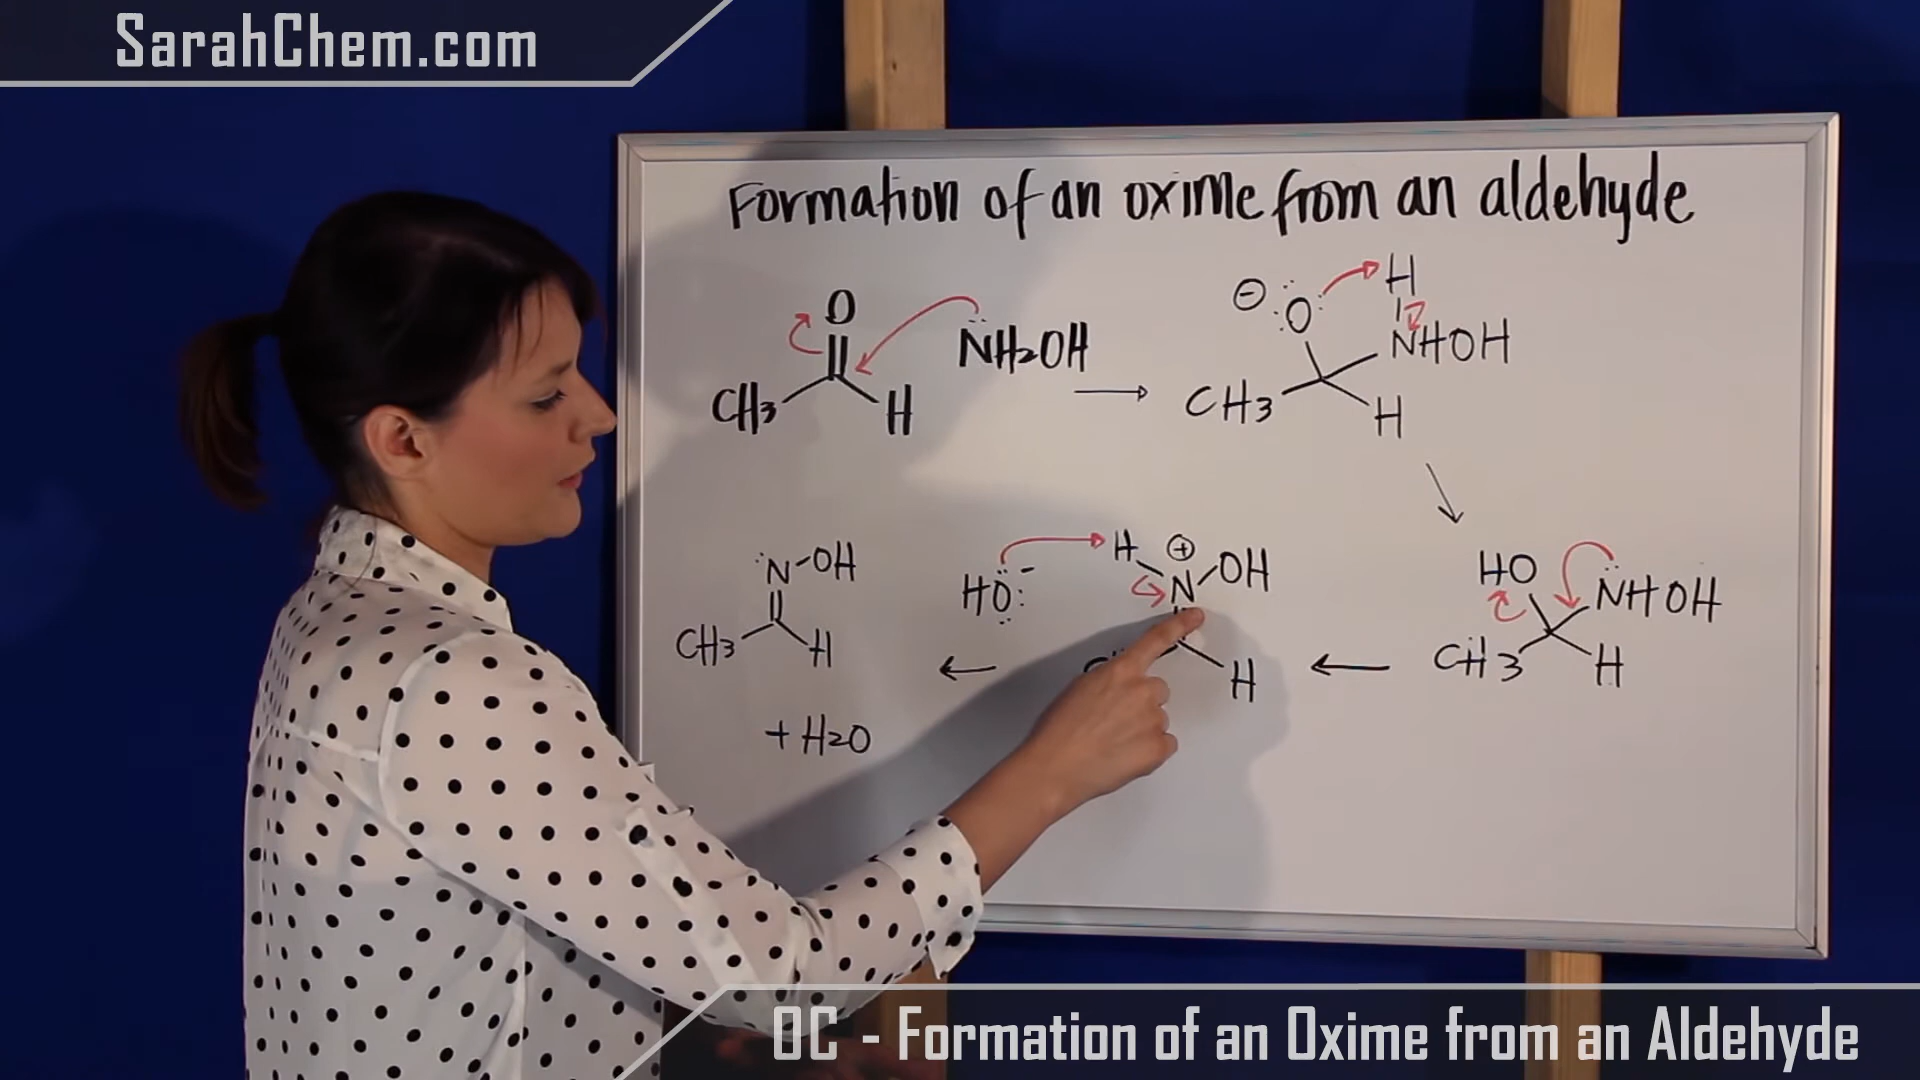 SarahChem.com
Formation of an oxime from an aldehyde
O
CH3 H
NH2OH
⊖ O H
NHOH
CH3 H
N-OH
CH3 H
+ H2O
HO -
H ⊕ N OH
H
HO NHOH
CH3 H
OC - Formation of an Oxime from an Aldehyde